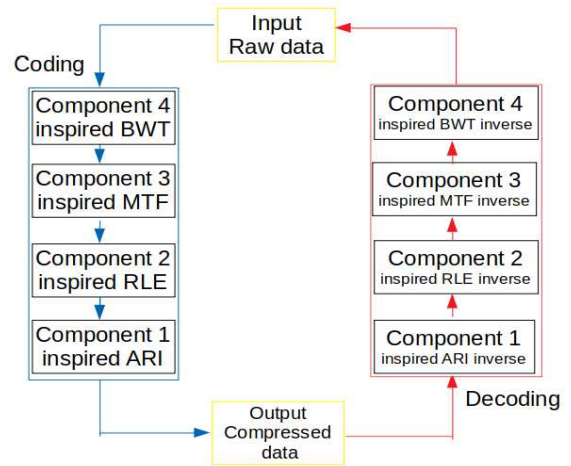 Input
Raw data
Coding
Component 4
inspired BWT
Component 3
inspired MTF
Component 2
inspired RLE
Component 1
inspired ARI
Output
Compressed
data
Component 4
inspired BWT inverse
Component 3
inspired MTF inverse
Component 2
inspired RLE inverse
Component 1
inspired ARI inverse
Decoding